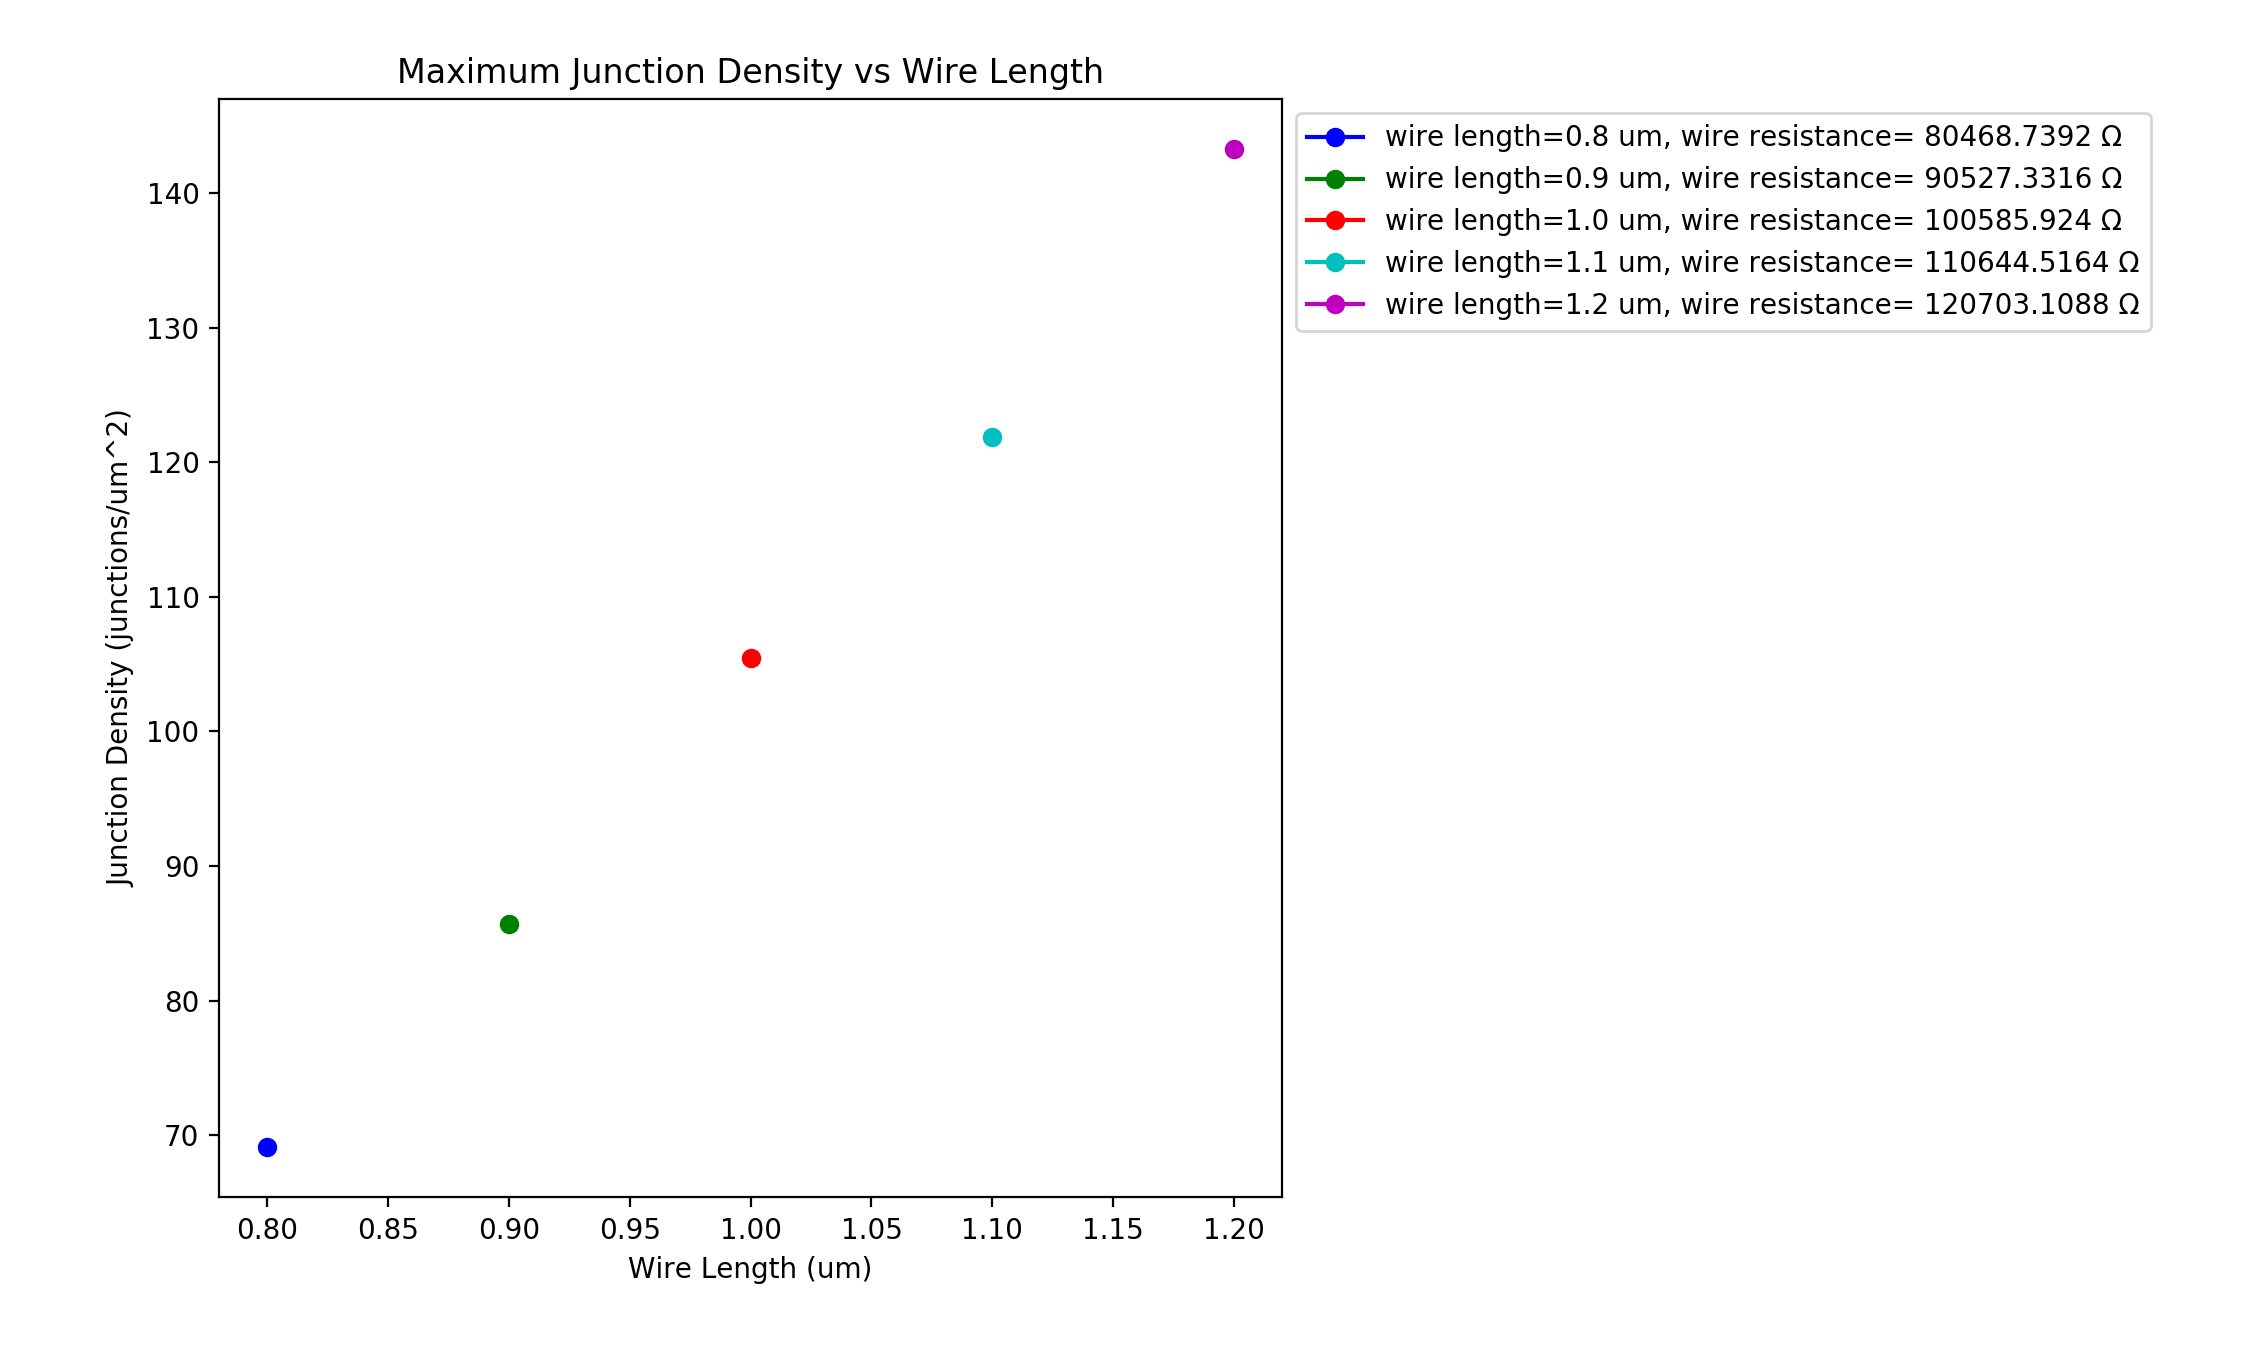 Maximum Junction Density vs Wire Length
wire length=0.8 um, wire resistance= 80468.7392 Ω
wire length=0.9 um, wire resistance= 90527.3316 Ω
wire length=1.0 um, wire resistance= 100585.924 Ω
wire length=1.1 um, wire resistance= 110644.5164 Ω
wire length=1.2 um, wire resistance= 120703.1088 Ω
Junction Density (junctions/um^2)
140
130
120
110
100
90
80
70
0.80 0.85 0.90 0.95 1.00 1.05 1.10 1.15 1.20
Wire Length (um)